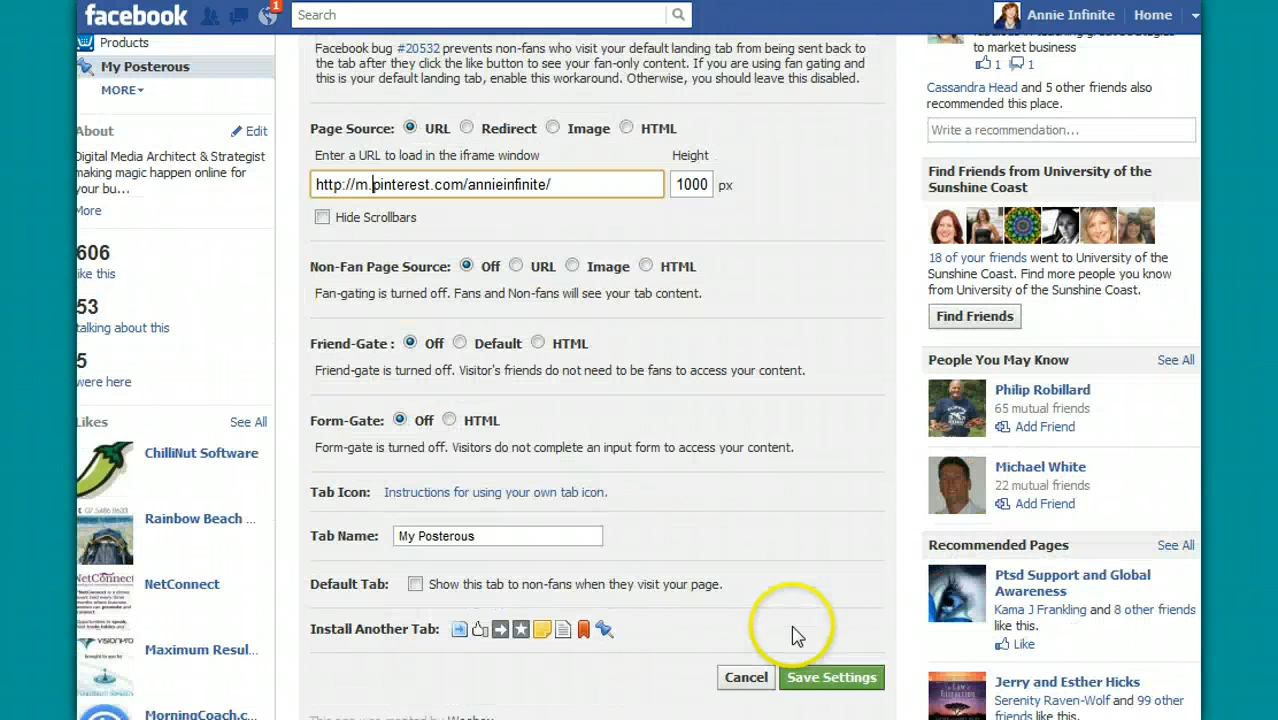 facebook
1
Search
Annie Infinite
Home
Products
My Posterous
MORE
About
Edit
Digital Media Architect & Strategist
making magic happen online for
your bu...
More
606
like this
53
talking about this
5
were here
Likes
See All
ChilliNut Software
Rainbow Beach ...
NetConnect
Maximum Resul...
MorningCoach.c...
Facebook bug #20532 prevents non-fans who visit your default landing tab from being sent back to
the tab after they click the like button to see your fan-only content. If you are using fan gating and
this is your default landing tab, enable this workaround. Otherwise, you should leave this disabled.
Page Source: URL Redirect Image HTML
Enter a URL to load in the iframe window Height
http://m.pinterest.com/annieinfinite/ 1000 px
Hide Scrollbars
Non-Fan Page Source: Off URL Image HTML
Fan-gating is turned off. Fans and Non-fans will see your tab content.
Friend-Gate : Off Default HTML
Friend-gate is turned off. Visitor's friends do not need to be fans to access your content.
Form-Gate: Off HTML
Form-gate is turned off. Visitors do not complete an input form to access your content.
Tab Icon: Instructions for using your own tab icon.
Tab Name: My Posterous
Default Tab: Show this tab to non-fans when they visit your page.
Install Another Tab:
Cancel Save Settings
to market business
1 1
Cassandra Head and 5 other friends also
recommended this place.
Write a recommendation...
Find Friends from University of the
Sunshine Coast
18 of your friends went to University of the
Sunshine Coast. Find more people you know
from University of the Sunshine Coast.
Find Friends
People You May Know See All
Philip Robillard
65 mutual friends
Add Friend
Michael White
22 mutual friends
Add Friend
Recommended Pages See All
Ptsd Support and Global
Awareness
Kama J Frankling and 8 other friends
like this.
Like
Jerry and Esther Hicks
Serenity Raven-Wolf and 99 other
friends like this.